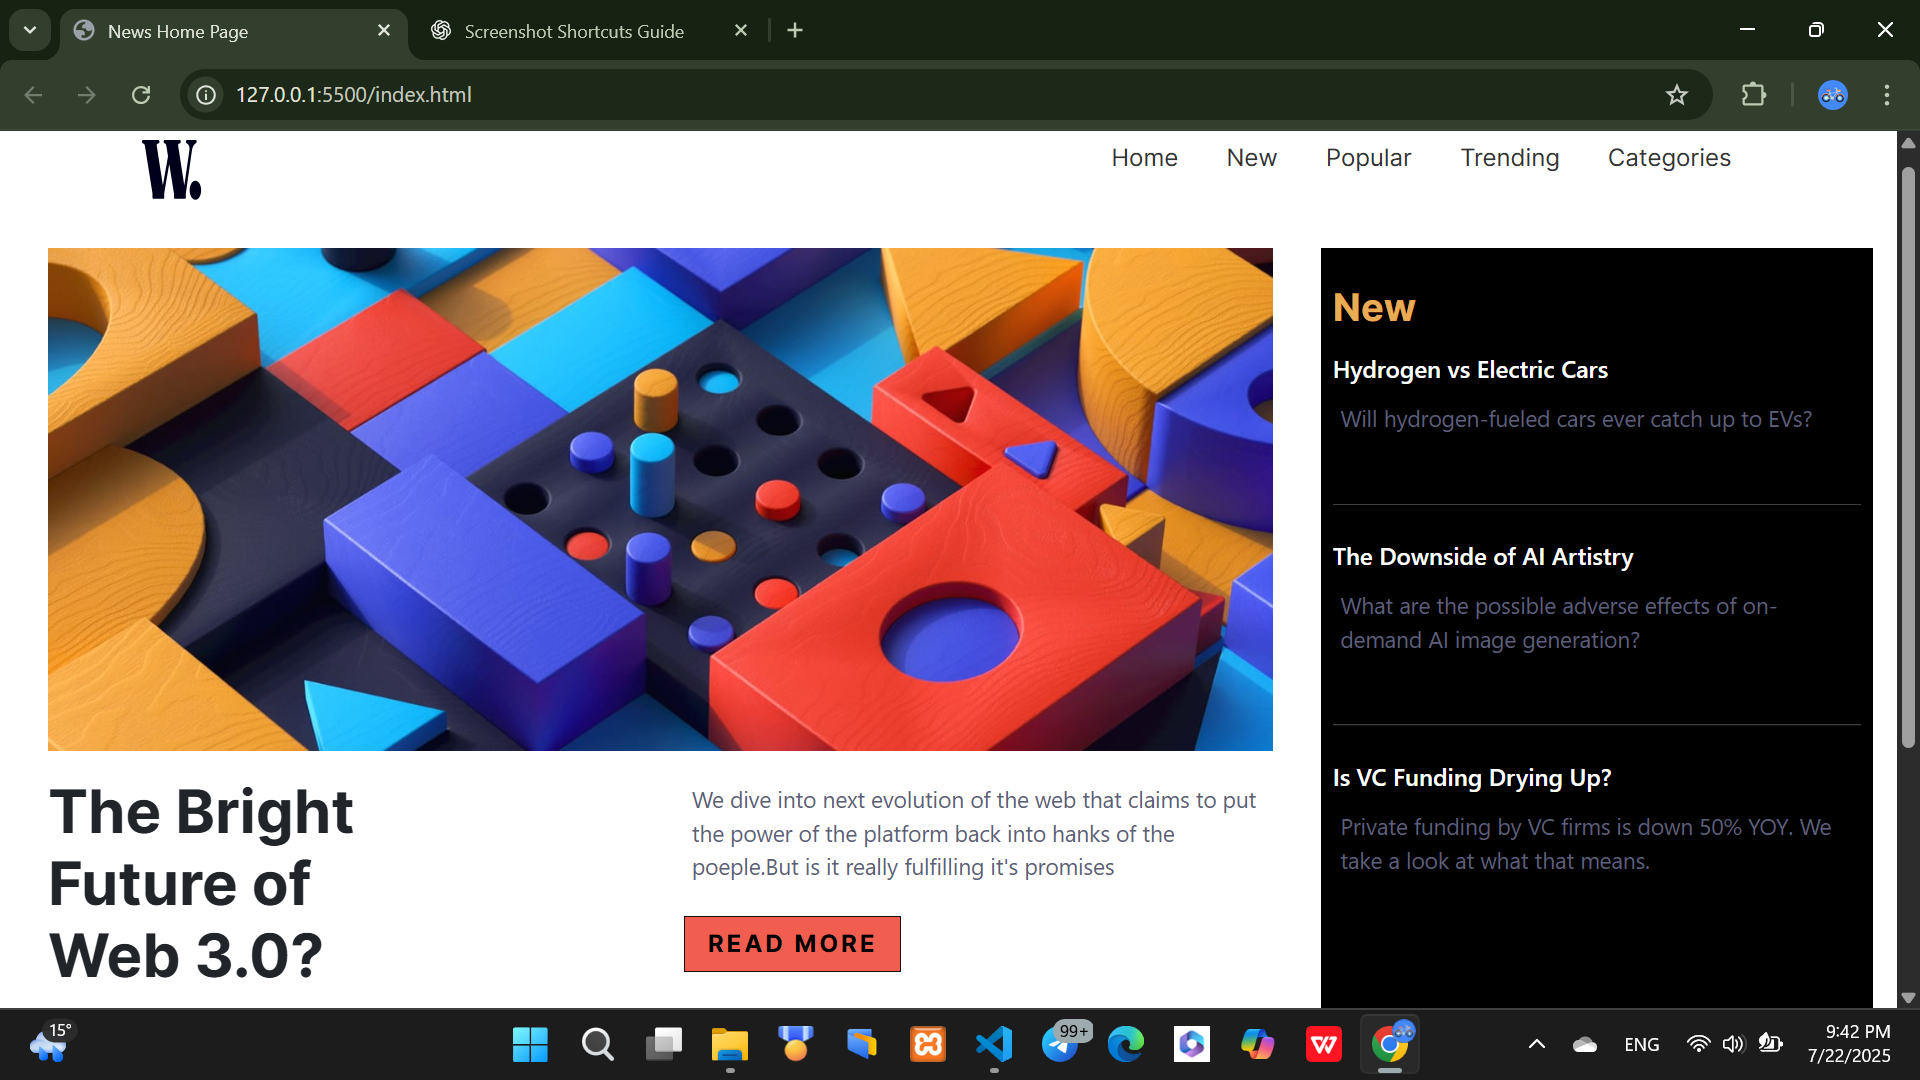 News Home Page
Screenshot Shortcuts Guide
127.0.0.1:5500/index.html
W.
Home New Popular Trending Categories
New
Hydrogen vs Electric Cars
Will hydrogen-fueled cars ever catch up to EVs?
The Downside of AI Artistry
What are the possible adverse effects of on-
demand AI image generation?
Is VC Funding Drying Up?
Private funding by VC firms is down 50% YOY. We
take a look at what that means.
The Bright
Future of
Web 3.0?
We dive into next evolution of the web that claims to put
the power of the platform back into hanks of the
poeple.But is it really fulfilling it's promises
READ MORE
15°
99+
ENG
9:42 PM
7/22/2025